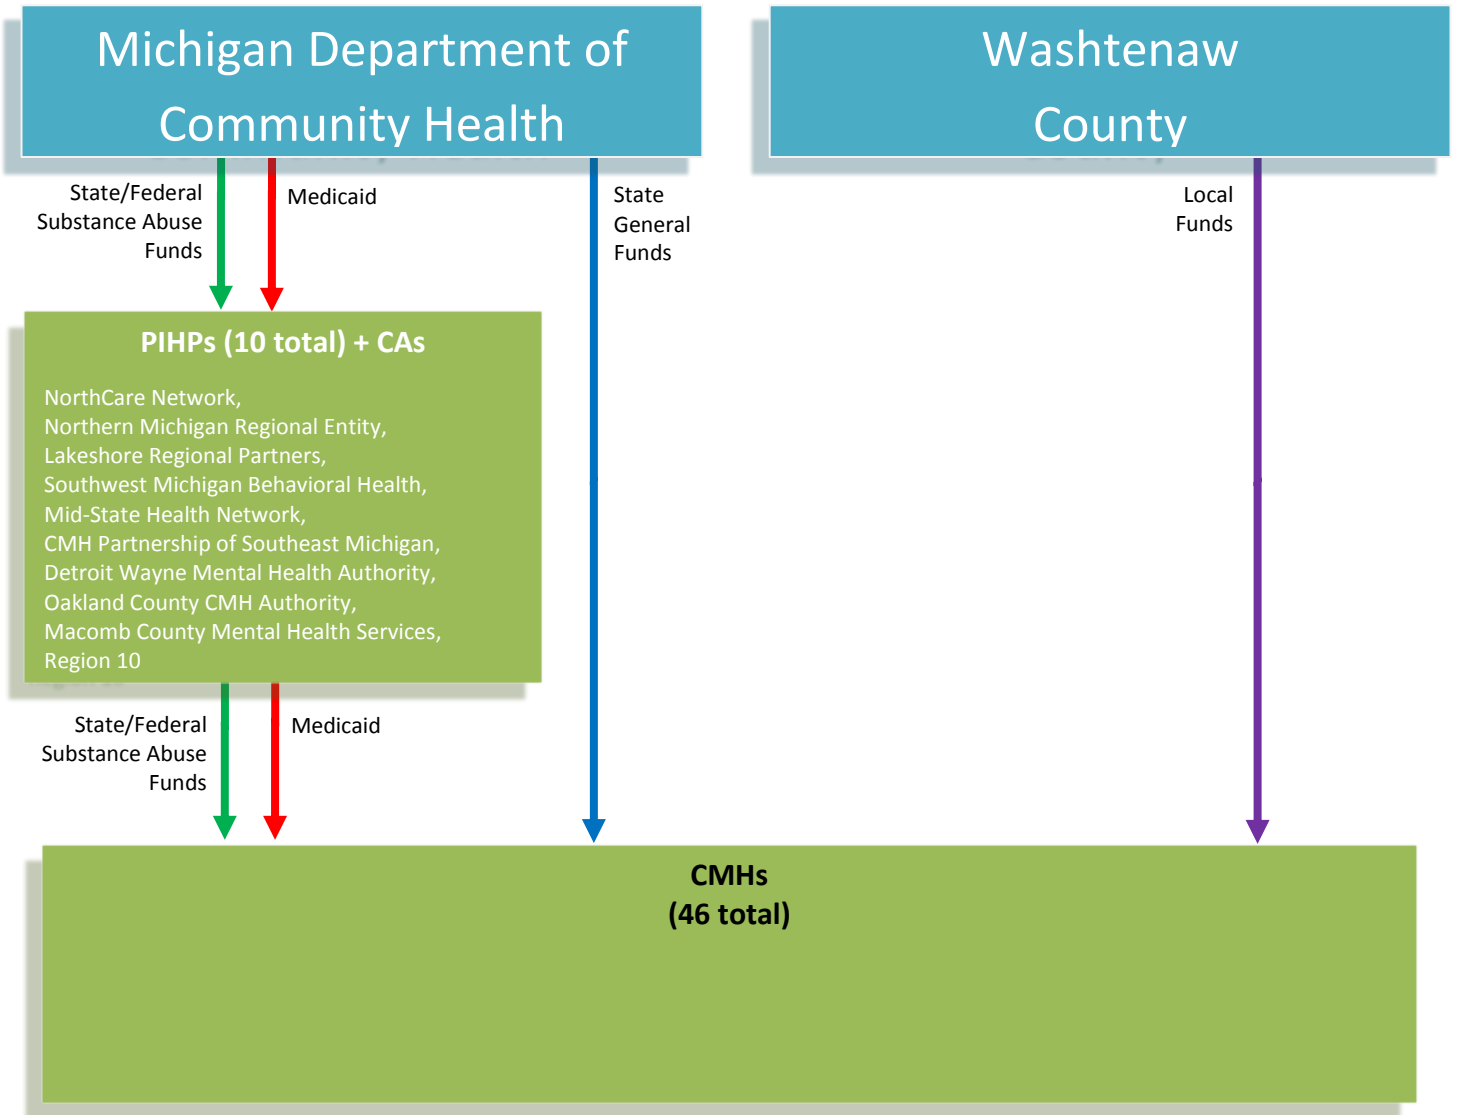 Michigan Department of
Community Health
Washtenaw
County
State/Federal
Substance Abuse
Funds
Medicaid
State
General
Funds
Local
Funds
PIHPs (10 total) + CAs
NorthCare Network,
Northern Michigan Regional Entity,
Lakeshore Regional Partners,
Southwest Michigan Behavioral Health,
Mid-State Health Network,
CMH Partnership of Southeast Michigan,
Detroit Wayne Mental Health Authority,
Oakland County CMH Authority,
Macomb County Mental Health Services,
Region 10
State/Federal
Substance Abuse
Funds
Medicaid
CMHs
(46 total)